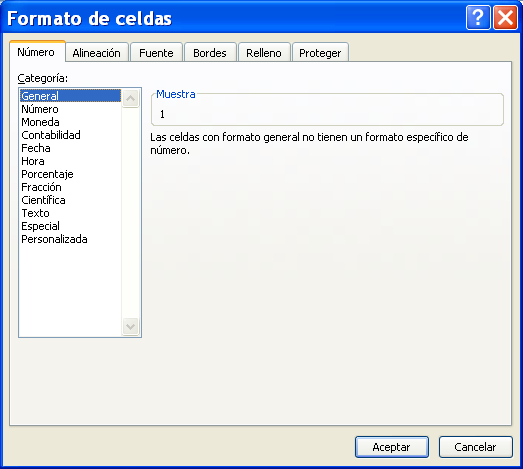 Formato de celdas
?
Número Alineación Fuente Bordes Relleno Proteger
Categoría:
General
Número
Moneda
Contabilidad
Fecha
Hora
Porcentaje
Fracción
Científica
Texto
Especial
Personalizada
Muestra
1
Las celdas con formato general no tienen un formato específico de
número.
Aceptar Cancelar